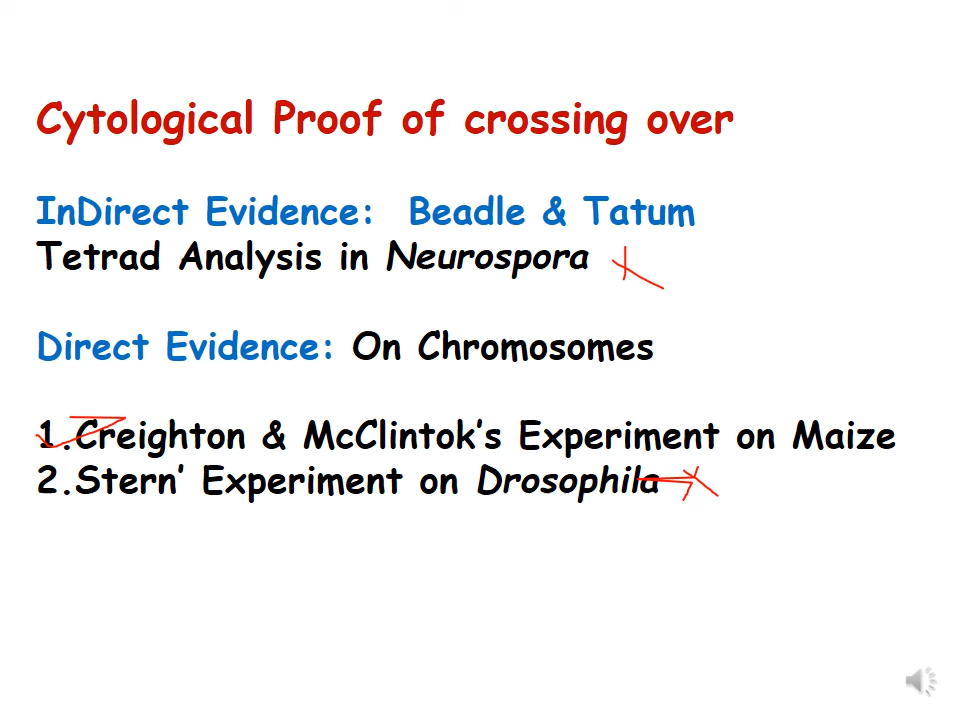 Cytological Proof of crossing over
InDirect Evidence: Beadle & Tatum
Tetrad Analysis in Neurospora
Direct Evidence: On Chromosomes
1.Creighton & McClintok's Experiment on Maize
2.Stern' Experiment on Drosophila